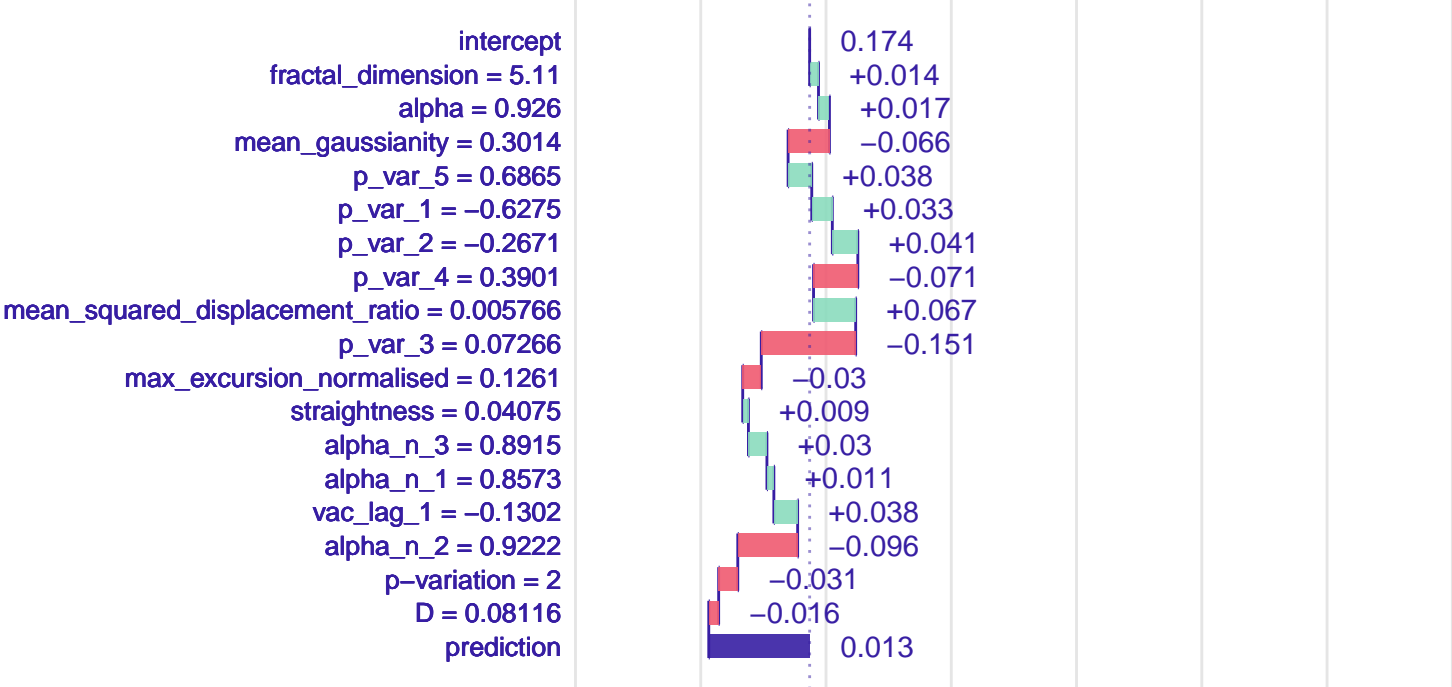 intercept 0.174
fractal_dimension = 5.11 +0.014
alpha = 0.926 +0.017
mean_gaussianity = 0.3014 −0.066
p_var_5 = 0.6865 +0.038
p_var_1 = −0.6275 +0.033
p_var_2 = −0.2671 +0.041
p_var_4 = 0.3901 −0.071
mean_squared_displacement_ratio = 0.005766 +0.067
p_var_3 = 0.07266 −0.151
max_excursion_normalised = 0.1261 −0.03
straightness = 0.04075 +0.009
alpha_n_3 = 0.8915 +0.03
alpha_n_1 = 0.8573 +0.011
vac_lag_1 = −0.1302 +0.038
alpha_n_2 = 0.9222 −0.096
p−variation = 2 −0.031
D = 0.08116 −0.016
prediction 0.013